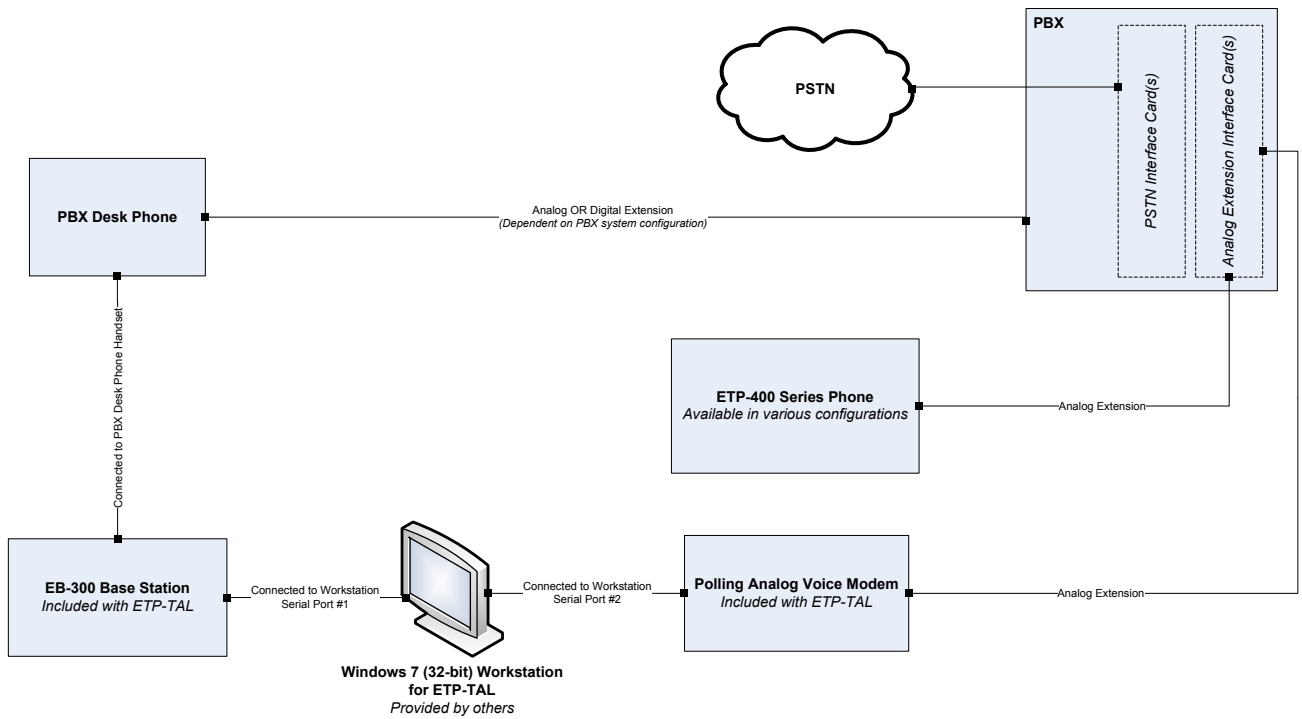 PBX
PSTN
PSTN Interface Card(s)
Analog Extension Interface Card(s)
PBX Desk Phone
Analog OR Digital Extension
(Dependent on PBX system configuration)
Connected to PBX Desk Phone Handset
ETP-400 Series Phone
Available in various configurations
Analog Extension
EB-300 Base Station
Included with ETP-TAL
Connected to Workstation
Serial Port #1
Connected to Workstation
Serial Port #2
Polling Analog Voice Modem
Included with ETP-TAL
Analog Extension
Windows 7 (32-bit) Workstation
for ETP-TAL
Provided by others